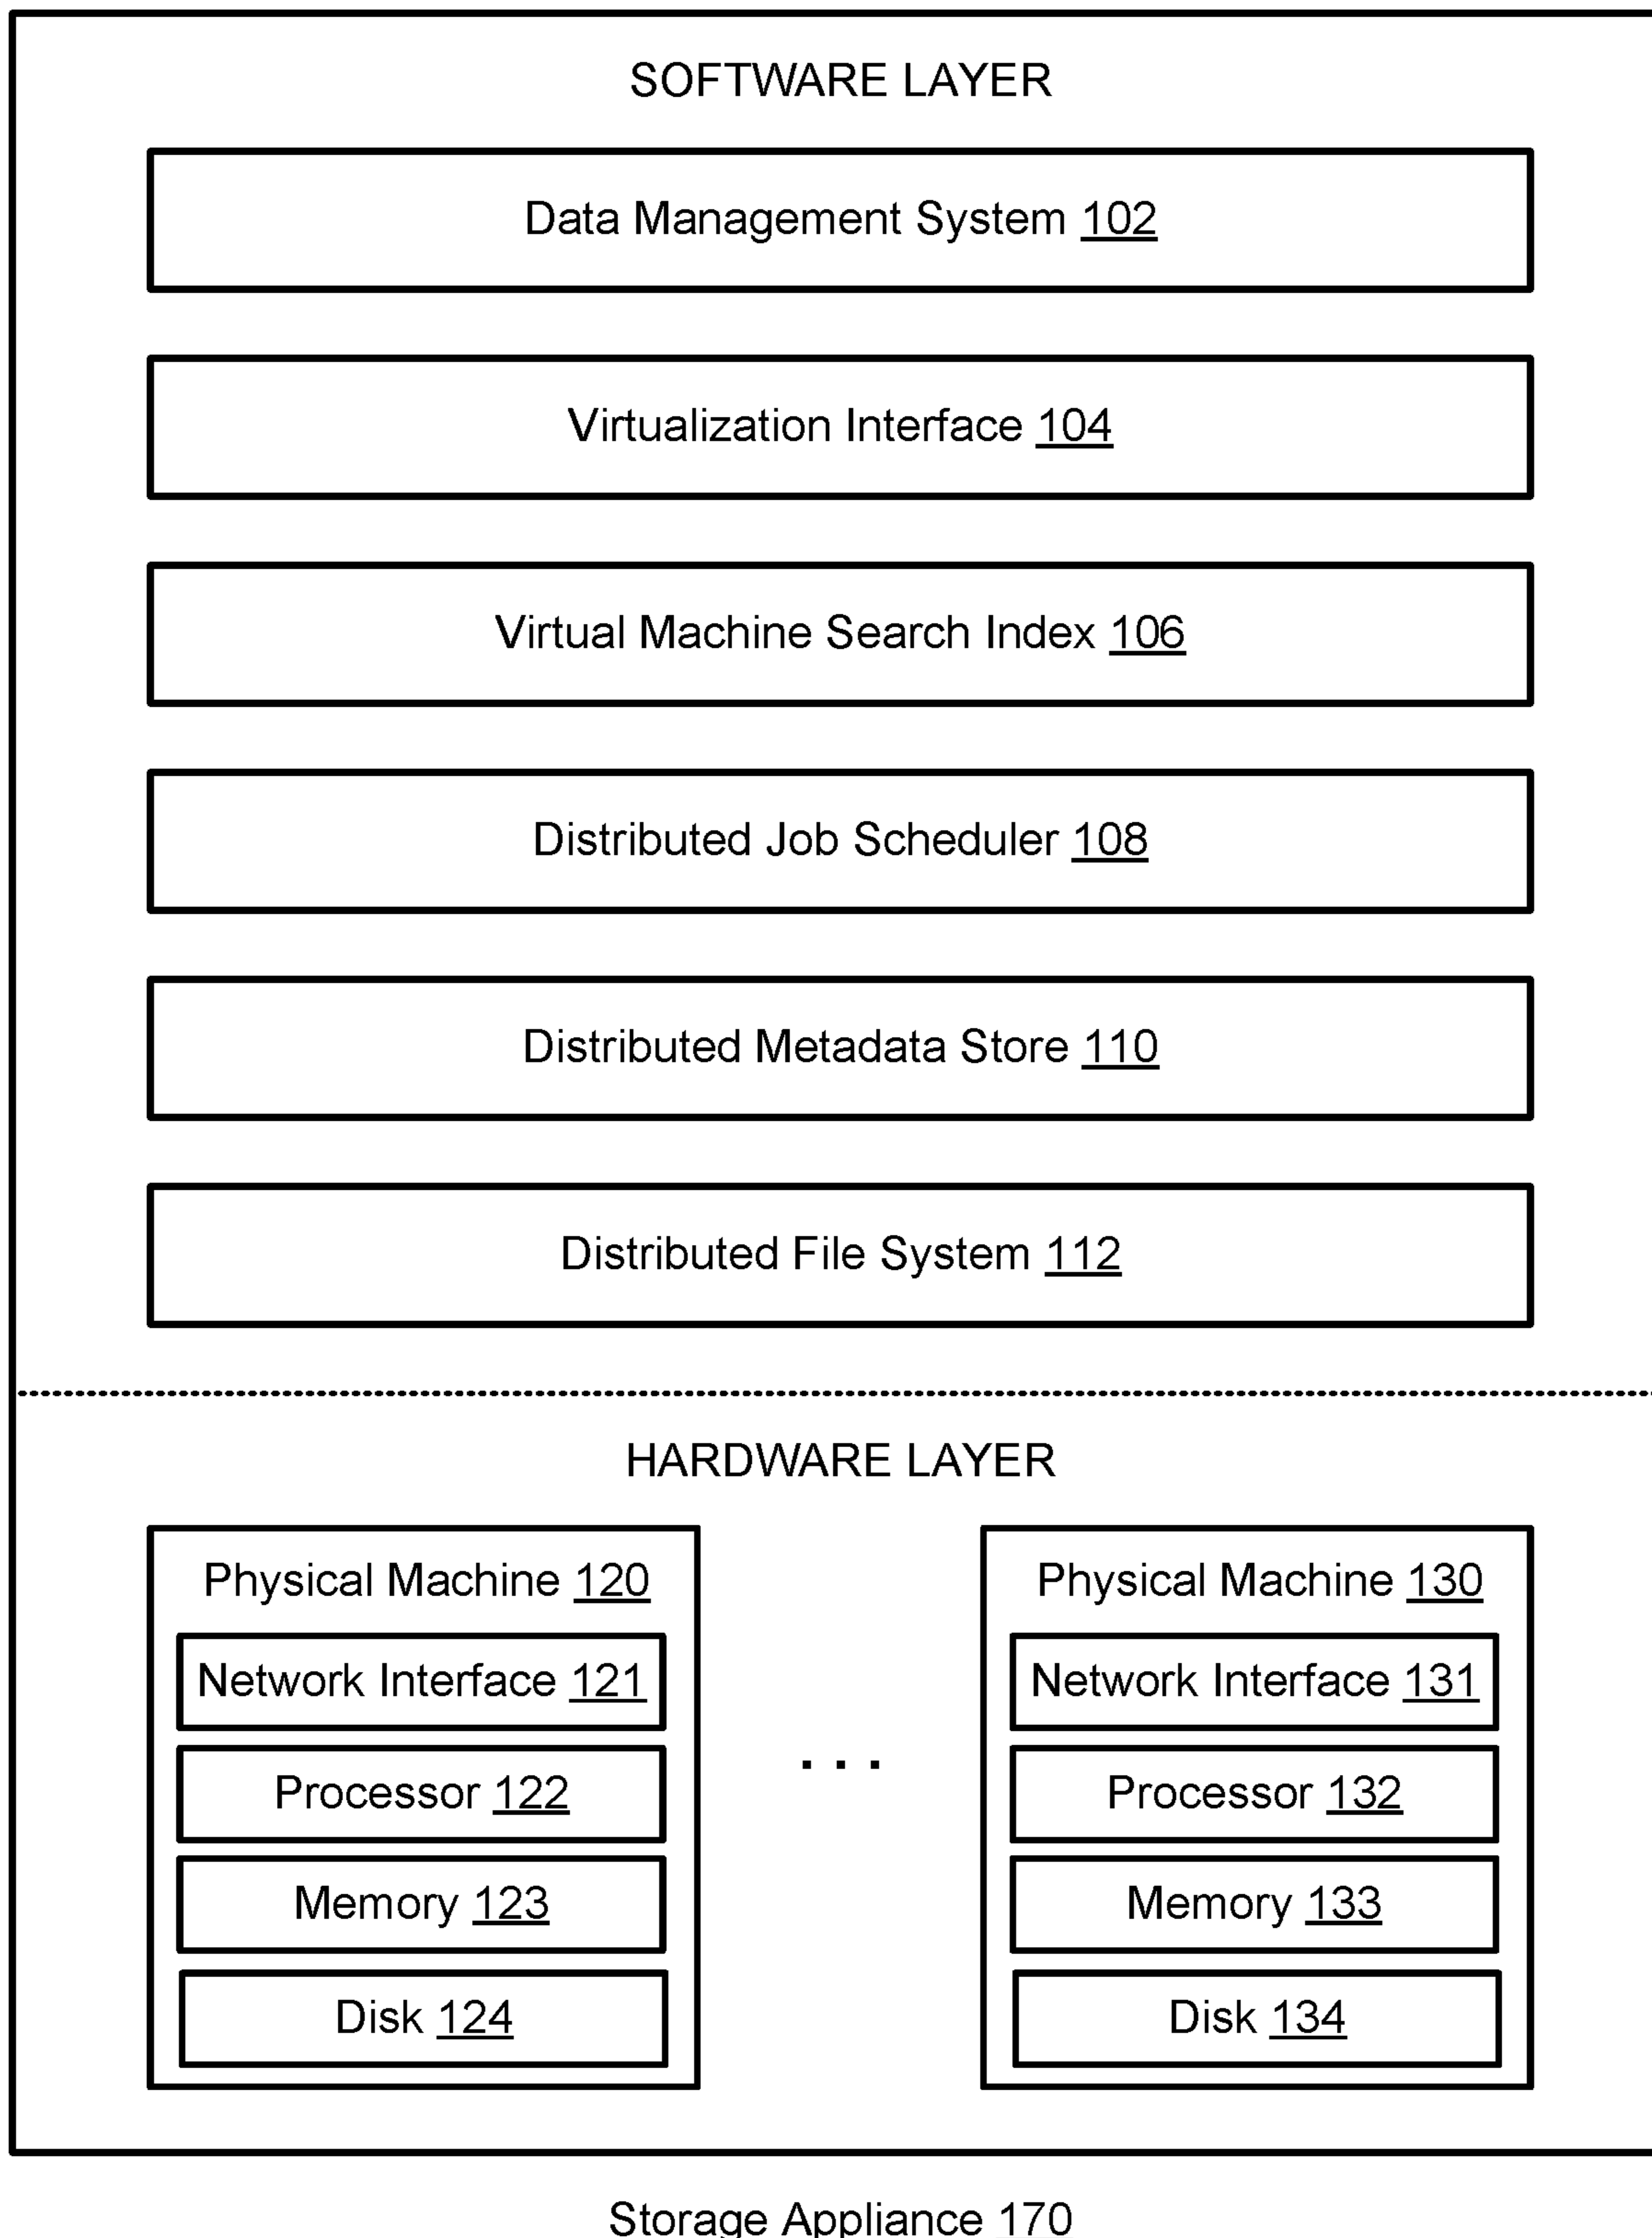 SOFTWARE LAYER
Data Management System 102
Virtualization Interface 104
Virtual Machine Search Index 106
Distributed Job Scheduler 108
Distributed Metadata Store 110
Distributed File System 112
HARDWARE LAYER
Physical Machine 120
Network Interface 121
Processor 122
Memory 123
Disk 124
. . .
Physical Machine 130
Network Interface 131
Processor 132
Memory 133
Disk 134
Storage Appliance 170